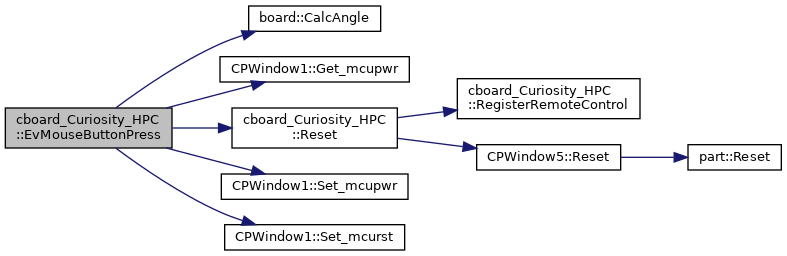 board::CalcAngle
CPWindow1::Get_mcupwr
cboard_Curiosity_HPC
::EvMouseButtonPress
cboard_Curiosity_HPC
::Reset
cboard_Curiosity_HPC
::RegisterRemoteControl
CPWindow5::Reset
part::Reset
CPWindow1::Set_mcupwr
CPWindow1::Set_mcurst